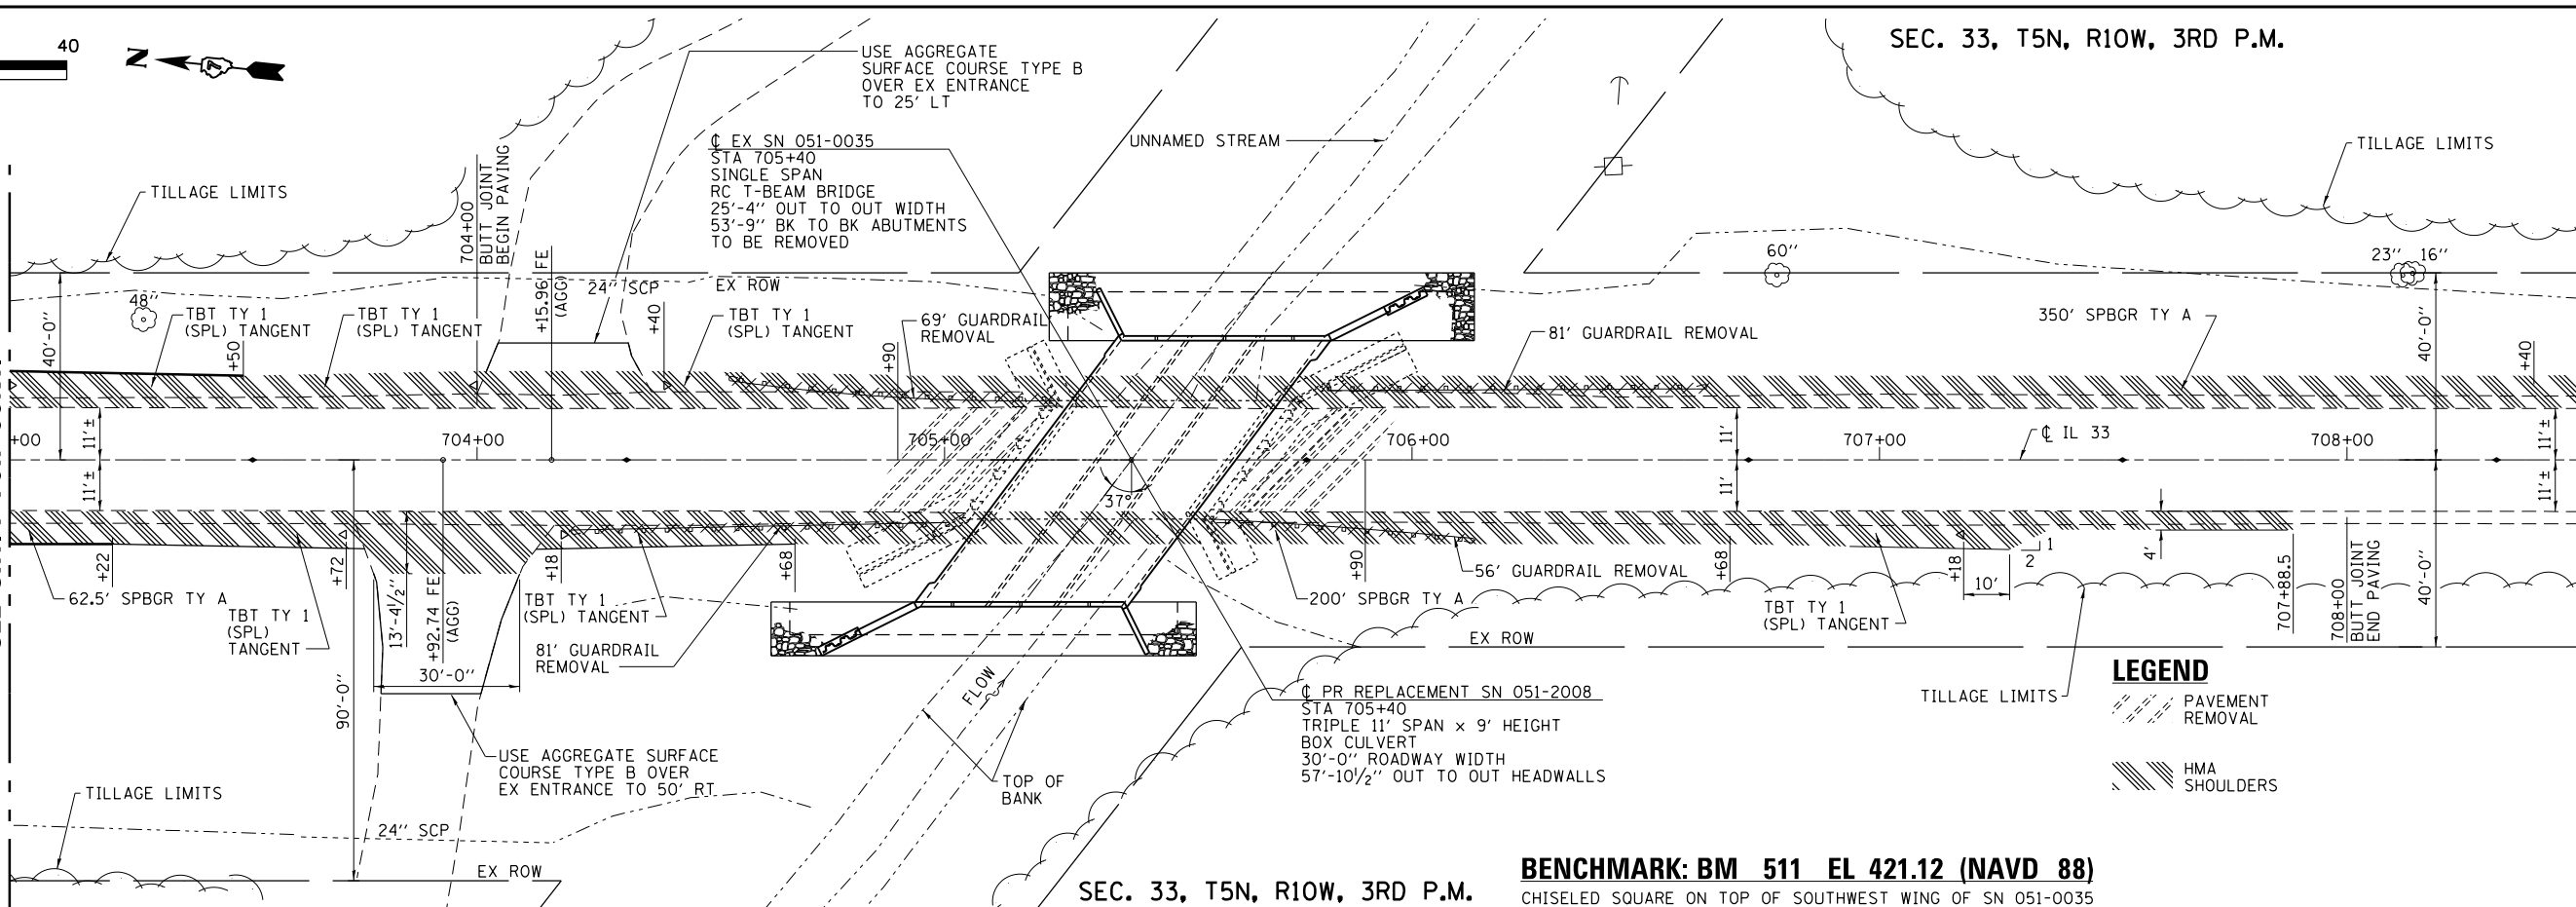 40
N
SEC. 33, T5N, R10W, 3RD P.M.
USE AGGREGATE
SURFACE COURSE TYPE B
OVER EX ENTRANCE
TO 25' LT
℄ EX SN 051-0035
STA 705+40
SINGLE SPAN
RC T-BEAM BRIDGE
25'-4'' OUT TO OUT WIDTH
53'-9'' BK TO BK ABUTMENTS
TO BE REMOVED
UNNAMED STREAM
TILLAGE LIMITS
TILLAGE LIMITS
704+00
BUTT JOINT
BEGIN PAVING
+15.96 FE
(AGG)
24'' SCP
EX ROW
60''
23''
16''
48''
40'-0''
TBT TY 1
(SPL) TANGENT
+50
TBT TY 1
(SPL) TANGENT
+40
TBT TY 1
(SPL) TANGENT
+90
69' GUARDRAIL
REMOVAL
81' GUARDRAIL REMOVAL
350' SPBGR TY A
40'-0''
+40
+00
11'±
704+00
705+00
706+00
11'
707+00
℄ IL 33
708+00
11'±
11'±
37°
11'
11'±
+22
62.5' SPBGR TY A
TBT TY 1
(SPL)
TANGENT
+72
13'-4½''
+92.74 FE
(AGG)
30'-0''
+18
TBT TY 1
(SPL) TANGENT
+68
81' GUARDRAIL
REMOVAL
+90
56' GUARDRAIL REMOVAL
200' SPBGR TY A
+68
TBT TY 1
(SPL) TANGENT
+18
10'
1
2
4'
707+88.5
708+00
BUTT JOINT
END PAVING
40'-0''
EX ROW
90'-0''
FLOW
℄ PR REPLACEMENT SN 051-2008
STA 705+40
TRIPLE 11' SPAN x 9' HEIGHT
BOX CULVERT
30'-0'' ROADWAY WIDTH
57'-10½'' OUT TO OUT HEADWALLS
TILLAGE LIMITS
LEGEND
PAVEMENT
REMOVAL
HMA
SHOULDERS
USE AGGREGATE SURFACE
COURSE TYPE B OVER
EX ENTRANCE TO 50' RT
TOP OF
BANK
TILLAGE LIMITS
24'' SCP
EX ROW
SEC. 33, T5N, R10W, 3RD P.M.
BENCHMARK: BM 511 EL 421.12 (NAVD 88)
CHISELED SQUARE ON TOP OF SOUTHWEST WING OF SN 051-0035